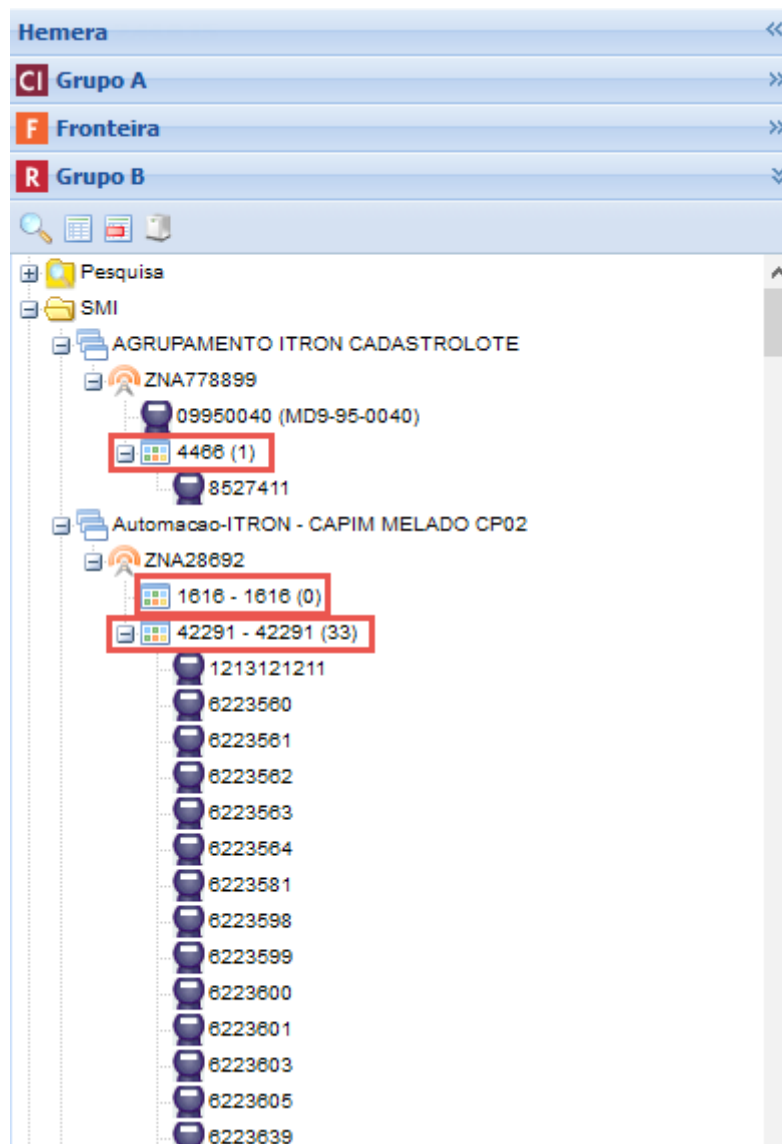 Hemera
CI Grupo A
F Fronteira
R Grupo B
Pesquisa
SMI
AGRUPAMENTO ITRON CADASTROLOTE
ZNA778899
09950040 (MD9-95-0040)
4466 (1)
8527411
Automacao-ITRON - CAPIM MELADO CP02
ZNA28692
1616 - 1616 (0)
42291 - 42291 (33)
1213121211
6223560
6223561
6223562
6223563
6223564
6223581
6223598
6223599
6223600
6223601
6223603
6223605
6223639